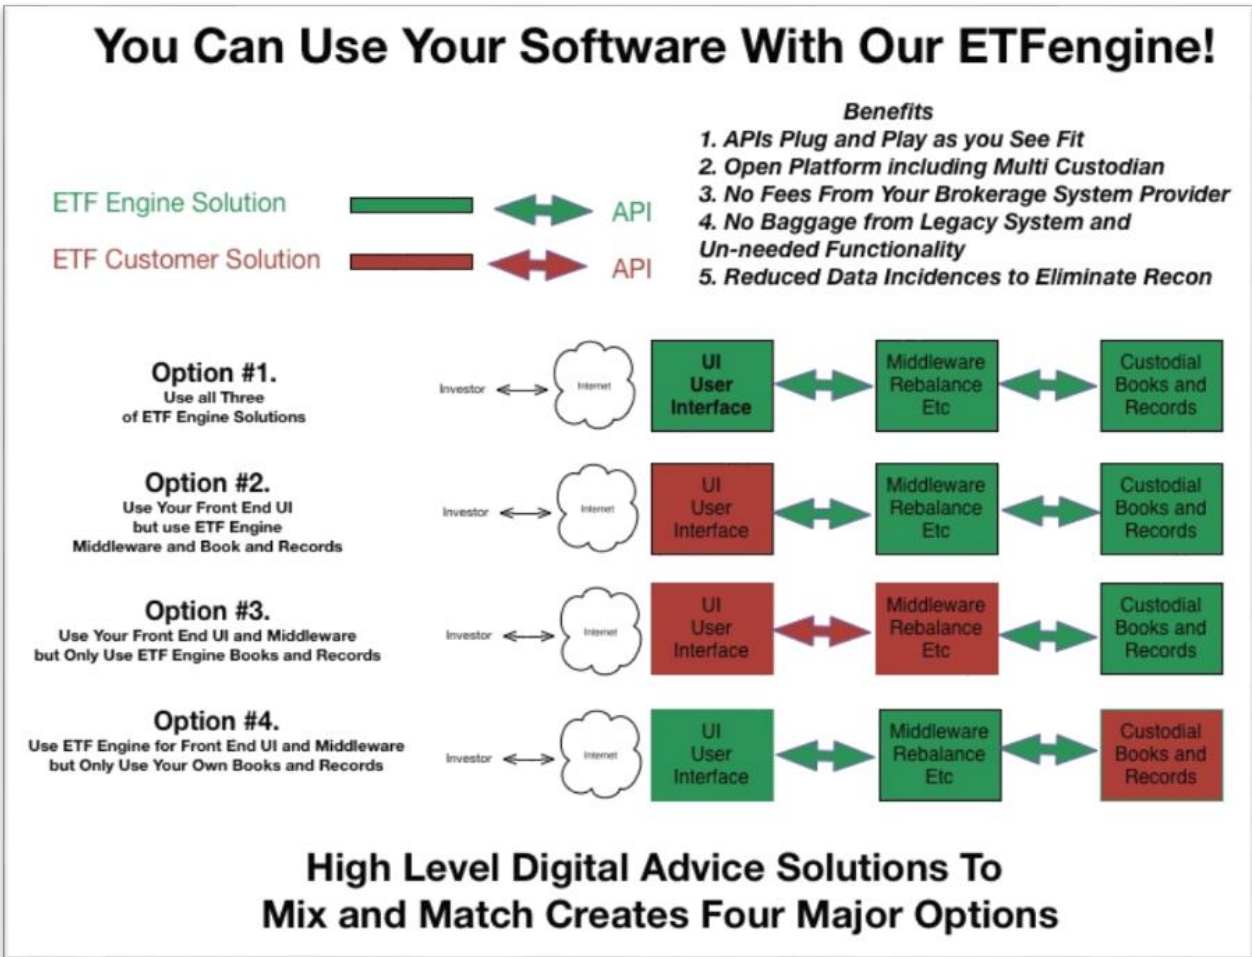 You Can Use Your Software With Our ETFengine!
Benefits
1. APIs Plug and Play as you See Fit
2. Open Platform including Multi Custodian
3. No Fees From Your Brokerage System Provider
4. No Baggage from Legacy System and
Un-needed Functionality
5. Reduced Data Incidences to Eliminate Recon
ETF Engine Solution
API
ETF Customer Solution
API
Option #1.
Use all Three
of ETF Engine Solutions
Investor
Internet
UI
User
Interface
Middleware
Rebalance
Etc
Custodial
Books and
Records
Option #2.
Use Your Front End UI
but use ETF Engine
Middleware and Book and Records
Investor
Internet
UI
User
Interface
Middleware
Rebalance
Etc
Custodial
Books and
Records
Option #3.
Use Your Front End UI and Middleware
but Only Use ETF Engine Books and Records
Investor
Internet
UI
User
Interface
Middleware
Rebalance
Etc
Custodial
Books and
Records
Option #4.
Use ETF Engine for Front End UI and Middleware
but Only Use Your Own Books and Records
Investor
Internet
UI
User
Interface
Middleware
Rebalance
Etc
Custodial
Books and
Records
High Level Digital Advice Solutions To
Mix and Match Creates Four Major Options